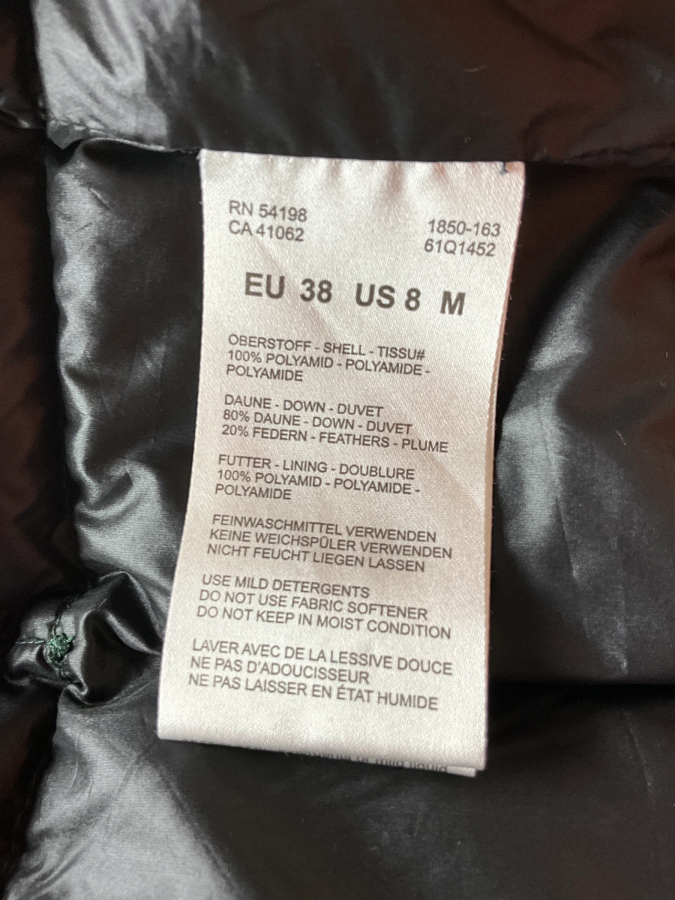 RN 54198
CA 41062
1850-163
61Q1452
EU 38 US 8 M
OBERSTOFF - SHELL - TISSU#
100% POLYAMID - POLYAMIDE -
POLYAMIDE
DAUNE - DOWN - DUVET
80% DAUNE - DOWN - DUVET
20% FEDERN - FEATHERS - PLUME
FUTTER - LINING - DOUBLURE
100% POLYAMID - POLYAMIDE -
POLYAMIDE
FEINWASCHMITTEL VERWENDEN
KEINE WEICHSPÜLER VERWENDEN
NICHT FEUCHT LIEGEN LASSEN
USE MILD DETERGENTS
DO NOT USE FABRIC SOFTENER
DO NOT KEEP IN MOIST CONDITION
LAVER AVEC DE LA LESSIVE DOUCE
NE PAS D'ADOUCISSEUR
NE PAS LAISSER EN ÉTAT HUMIDE